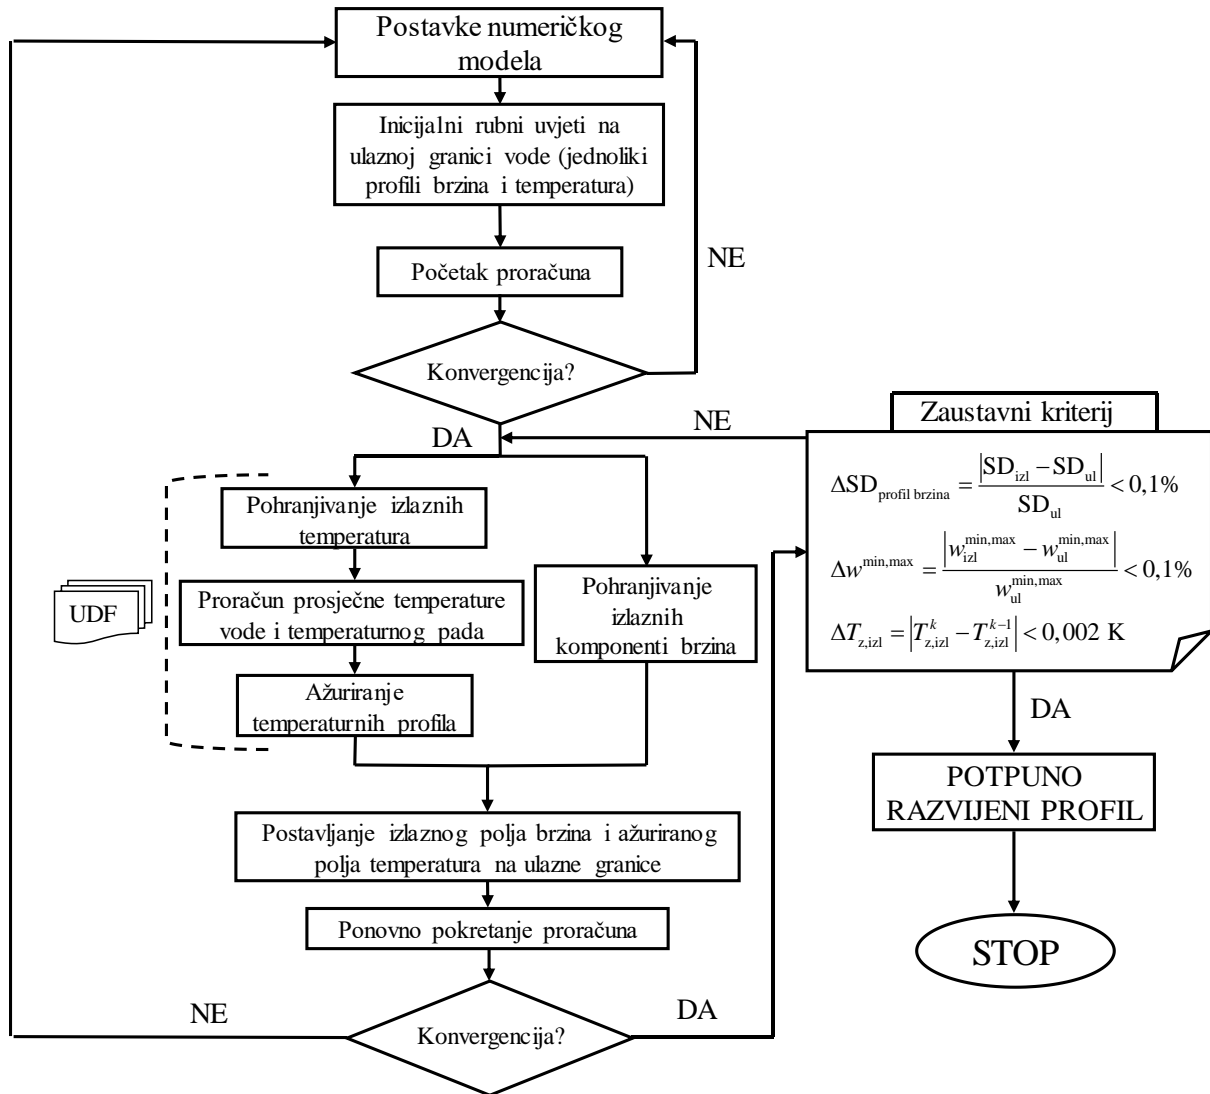 Postavke numeričkog
modela
Inicijalni rubni uvjeti na
ulaznoj granici vode (jednoliki
profili brzina i temperatura)
NE
Početak proračuna
Konvergencija?
DA
NE
Zaustavni kriterij
ΔSD_profil brzina = |SD_izl − SD_ul| / SD_ul < 0,1%
Δw^min,max = |w_izl^min,max − w_ul^min,max| / w_ul^min,max < 0,1%
ΔT_z,izl = |T_z,izl^k − T_z,izl^k−1| < 0,002 K
Pohranjivanje izlaznih
temperatura
UDF
Proračun prosječne temperature
vode i temperaturnog pada
Pohranjivanje
izlaznih
komponenti brzina
Ažuriranje
temperaturnih profila
DA
POTPUNO
RAZVIJENI PROFIL
Postavljanje izlaznog polja brzina i ažuriranog
polja temperatura na ulazne granice
Ponovno pokretanje proračuna
STOP
NE
Konvergencija?
DA